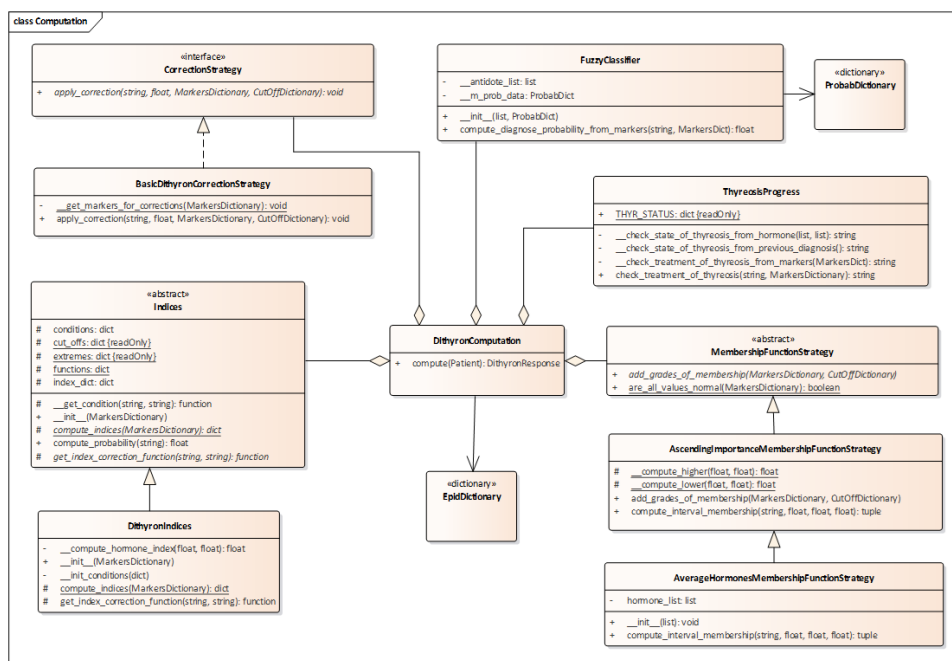 class Computation
«interface»
CorrectionStrategy
+ apply_correction(string, float, MarkersDictionary, CutOffDictionary): void
BasicDithyronCorrectionStrategy
- __get_markers_for_corrections(MarkersDictionary): void
+ apply_correction(string, float, MarkersDictionary, CutOffDictionary): void
FuzzyClassifier
- __antidote_list: list
- __m_prob_data: ProbabDict
+ __init__(list, ProbabDict)
+ compute_diagnose_probability_from_markers(string, MarkersDict): float
«dictionary»
ProbabDictionary
ThyreosisProgress
+ THYR_STATUS: dict {readOnly}
- __check_state_of_thyreosis_from_hormone(list, list): string
- __check_state_of_thyreosis_from_previous_diagnosis(): string
- __check_treatment_of_thyreosis_from_markers(MarkersDict): string
+ check_treatment_of_thyreosis(string, MarkersDictionary): string
«abstract»
Indices
# conditions: dict
# cut_offs: dict {readOnly}
# extremes: dict {readOnly}
# functions: dict
# index_dict: dict
# __get_condition(string, string): function
+ __init__(MarkersDictionary)
# compute_indices(MarkersDictionary): dict
+ compute_probability(string): float
# get_index_correction_function(string, string): function
DithyronComputation
+ compute(Patient): DithyronResponse
«abstract»
MembershipFunctionStrategy
+ add_grades_of_membership(MarkersDictionary, CutOffDictionary)
+ are_all_values_normal(MarkersDictionary): boolean
AscendingImportanceMembershipFunctionStrategy
# __compute_higher(float, float): float
# __compute_lower(float, float): float
+ add_grades_of_membership(MarkersDictionary, CutOffDictionary)
+ compute_interval_membership(string, float, float, float): tuple
«dictionary»
EpidDictionary
DithyronIndices
- __compute_hormone_index(float, float): float
+ __init__(MarkersDictionary)
- __init_conditions(dict)
# compute_indices(MarkersDictionary): dict
# get_index_correction_function(string, string): function
AverageHormonesMembershipFunctionStrategy
- hormone_list: list
+ __init__(list): void
+ compute_interval_membership(string, float, float, float): tuple